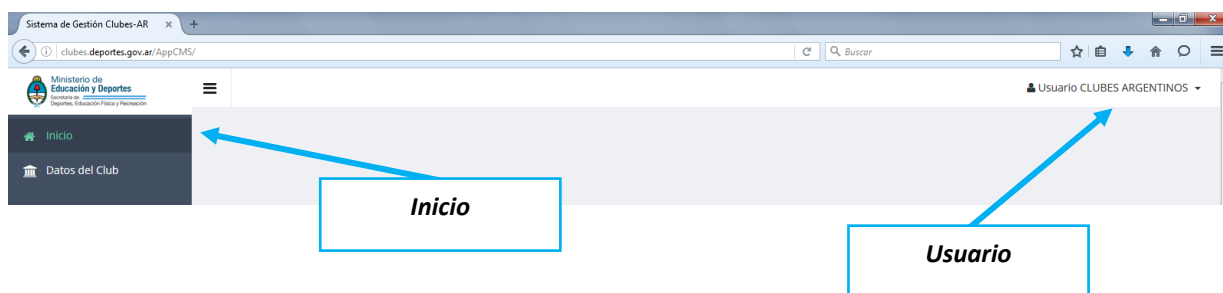 Sistema de Gestión Clubes-AR
clubes.deportes.gov.ar/AppCMS/
Buscar
Ministerio de
Educación y Deportes
Secretaría de
Deportes, Educación Física y Recreación
Usuario CLUBES ARGENTINOS
Inicio
Datos del Club
Inicio
Usuario